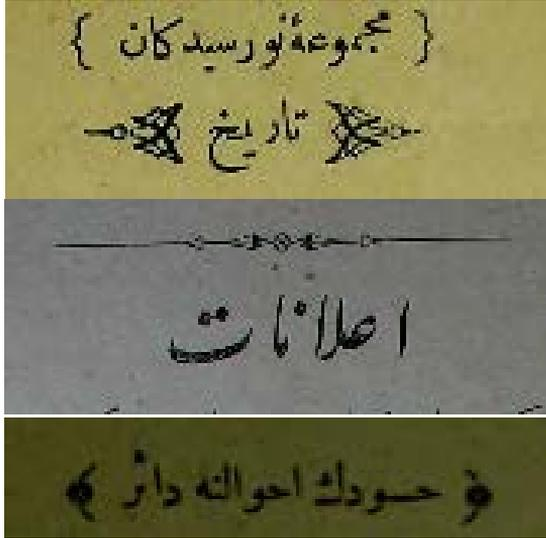 { مجموعهٔ نورسیدکان }
تاریخ
اعلانات
﴿ حسودك احوالنه دائر ﴾